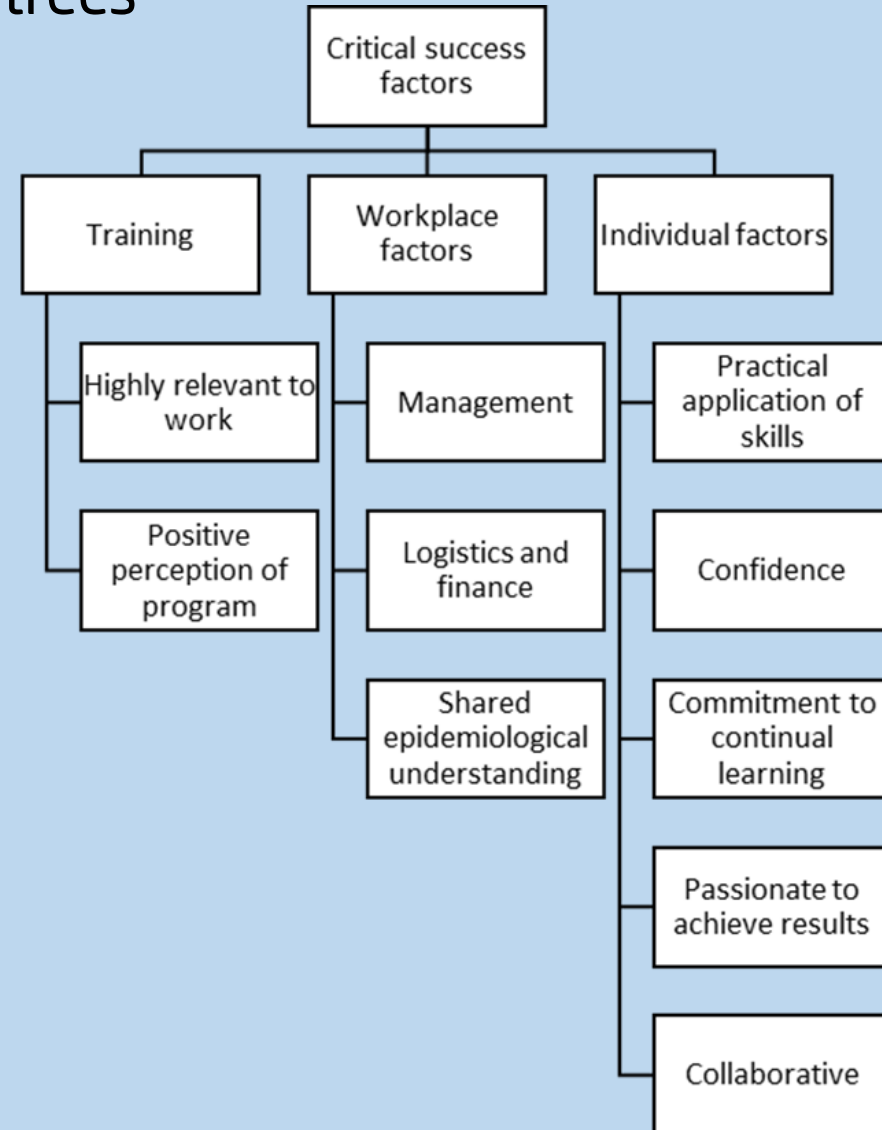 trees
Critical success
factors
Training
Workplace
factors
Individual factors
Highly relevant to
work
Management
Practical
application of
skills
Positive
perception of
program
Logistics and
finance
Confidence
Shared
epidemiological
understanding
Commitment to
continual
learning
Passionate to
achieve results
Collaborative